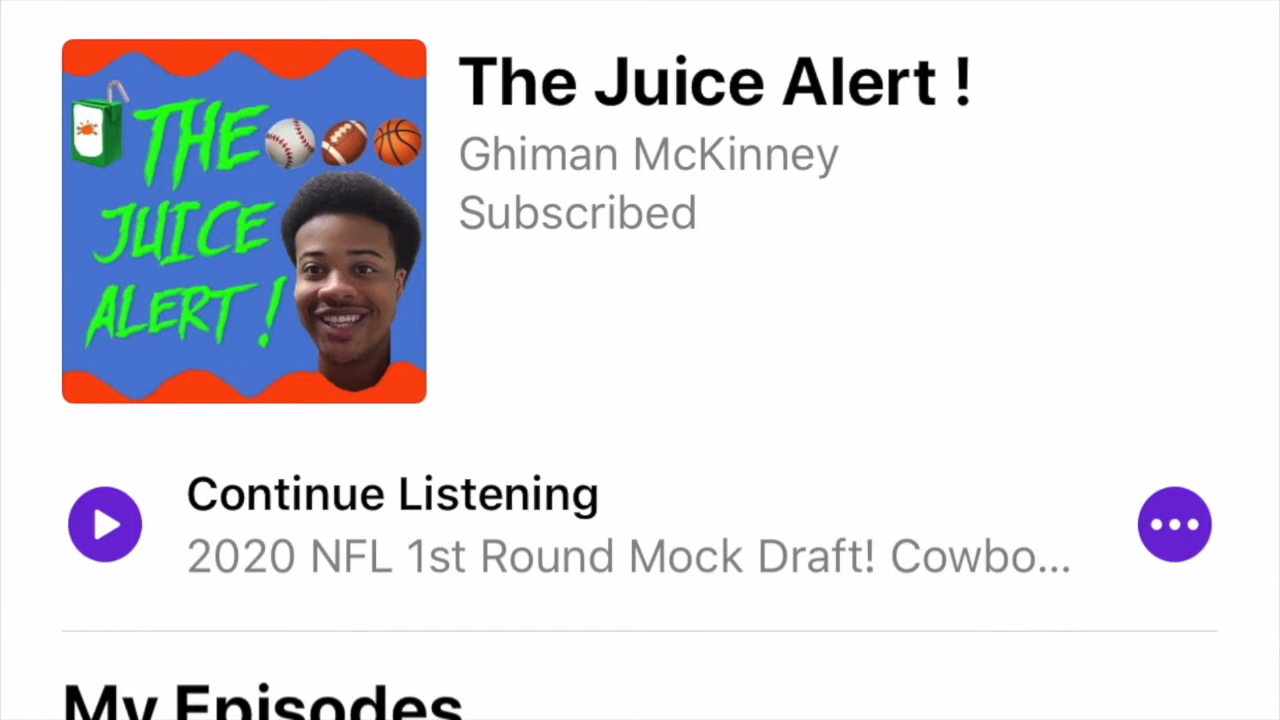 THE
JUICE
ALERT !
The Juice Alert !
Ghiman McKinney
Subscribed
Continue Listening
2020 NFL 1st Round Mock Draft! Cowbo...
My Episodes